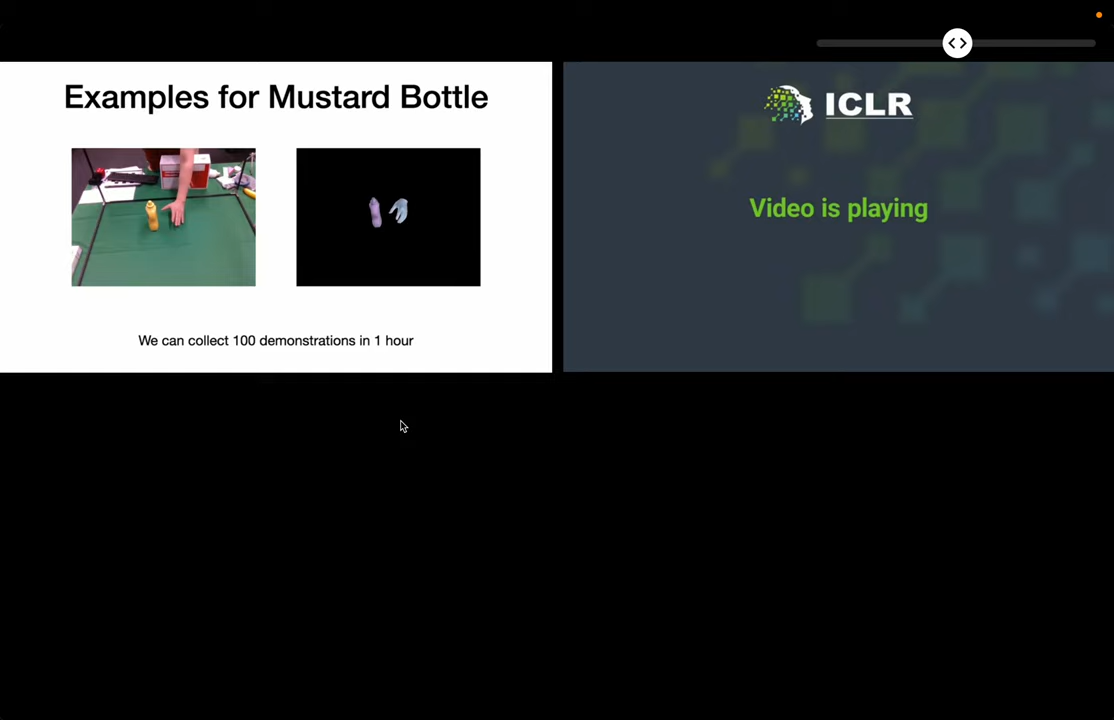 Examples for Mustard Bottle
We can collect 100 demonstrations in 1 hour
ICLR
Video is playing